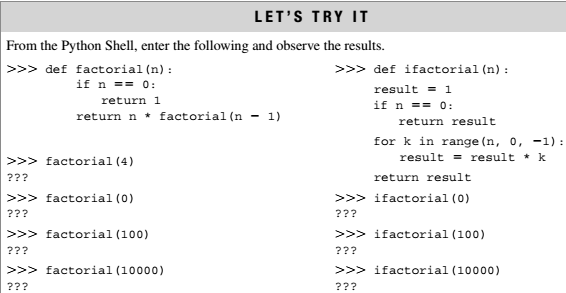 LET'S TRY IT
From the Python Shell, enter the following and observe the results.
>>> def factorial(n):
if n == 0:
return 1
return n * factorial(n − 1)
>>> factorial(4)
???
>>> factorial(0)
???
>>> factorial(100)
???
>>> factorial(10000)
???
>>> def ifactorial(n):
result = 1
if n == 0:
return result
for k in range(n, 0, −1):
result = result * k
return result
>>> ifactorial(0)
???
>>> ifactorial(100)
???
>>> ifactorial(10000)
???